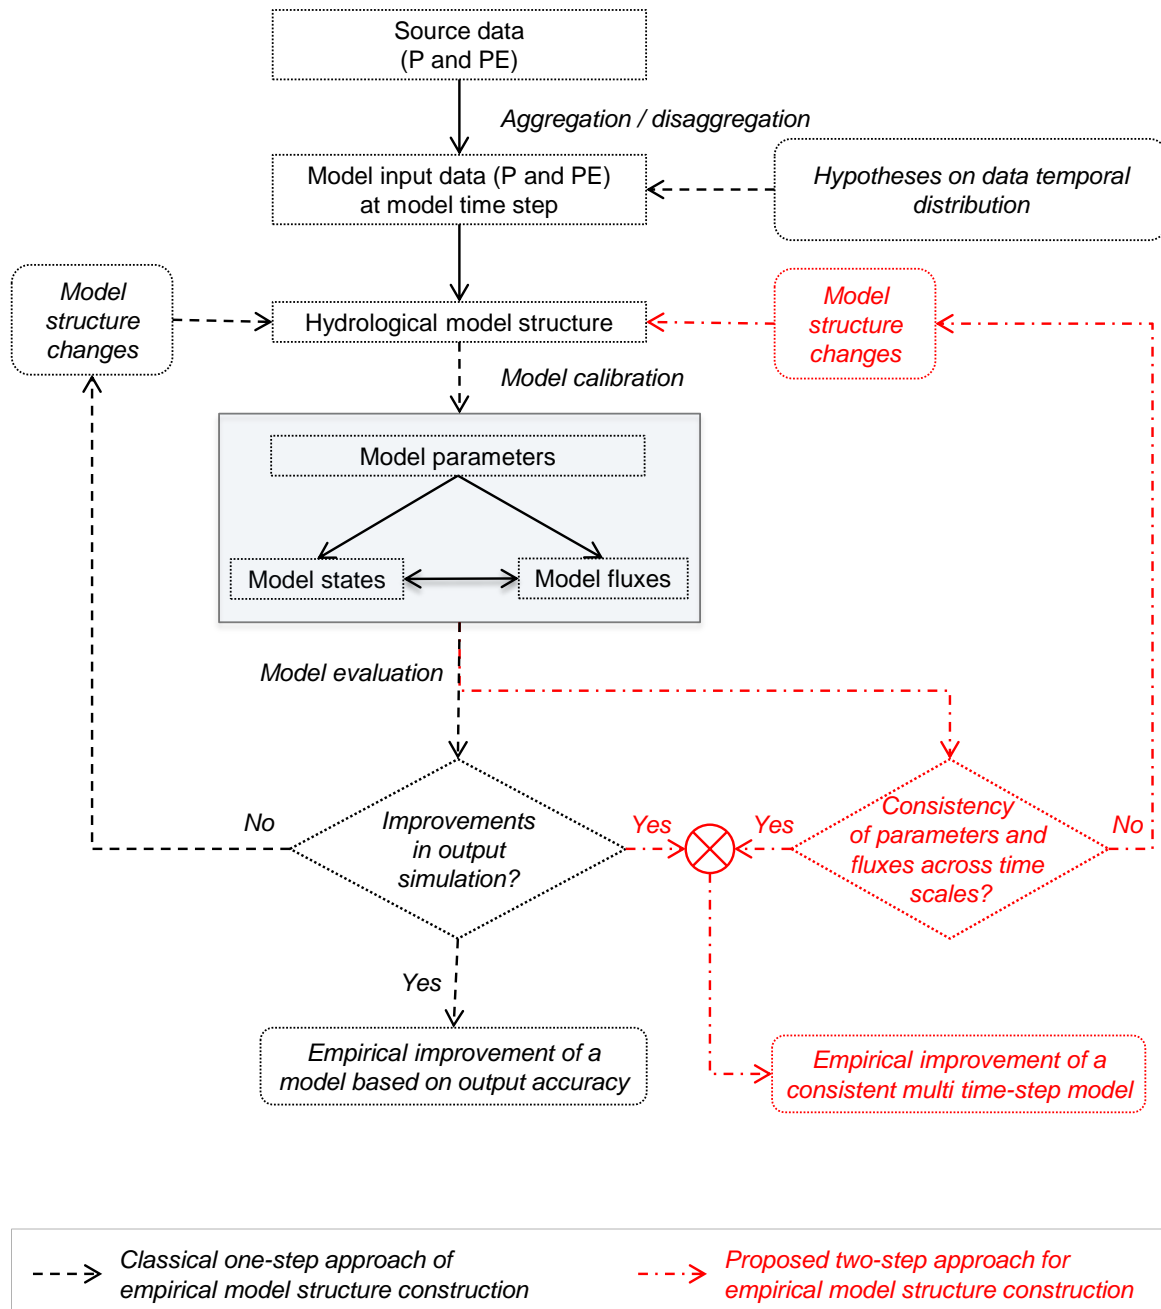 Source data
(P and PE)
Aggregation / disaggregation
Model input data (P and PE)
at model time step
Hypotheses on data temporal
distribution
Model
structure
changes
Hydrological model structure
Model
structure
changes
Model calibration
Model parameters
Model states
Model fluxes
Model evaluation
No
Improvements
in output
simulation?
Yes
Yes
Consistency
of parameters and
fluxes across time
scales?
No
Yes
Empirical improvement of a
model based on output accuracy
Empirical improvement of a
consistent multi time-step model
Classical one-step approach of
empirical model structure construction
Proposed two-step approach for
empirical model structure construction